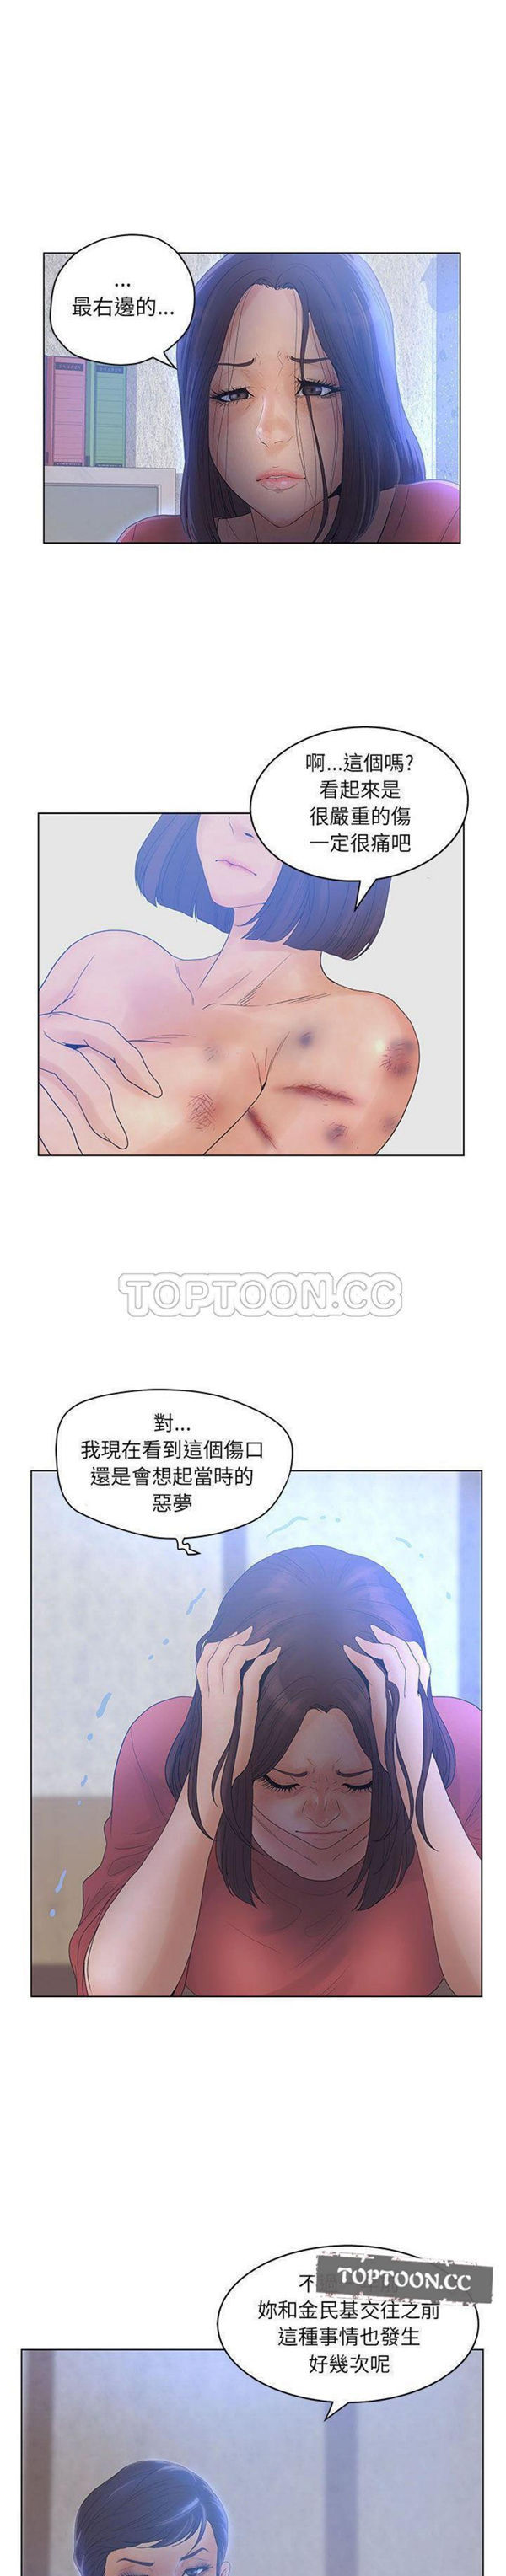 ...
最右邊的...
啊...這個嗎?
看起來是
很嚴重的傷
一定很痛吧
TOPTOON.CC
對...
我現在看到這個傷口
還是會想起當時的
惡夢
TOPTOON.CC
不
妳和金民基交往之前
這種事情也發生
好幾次呢